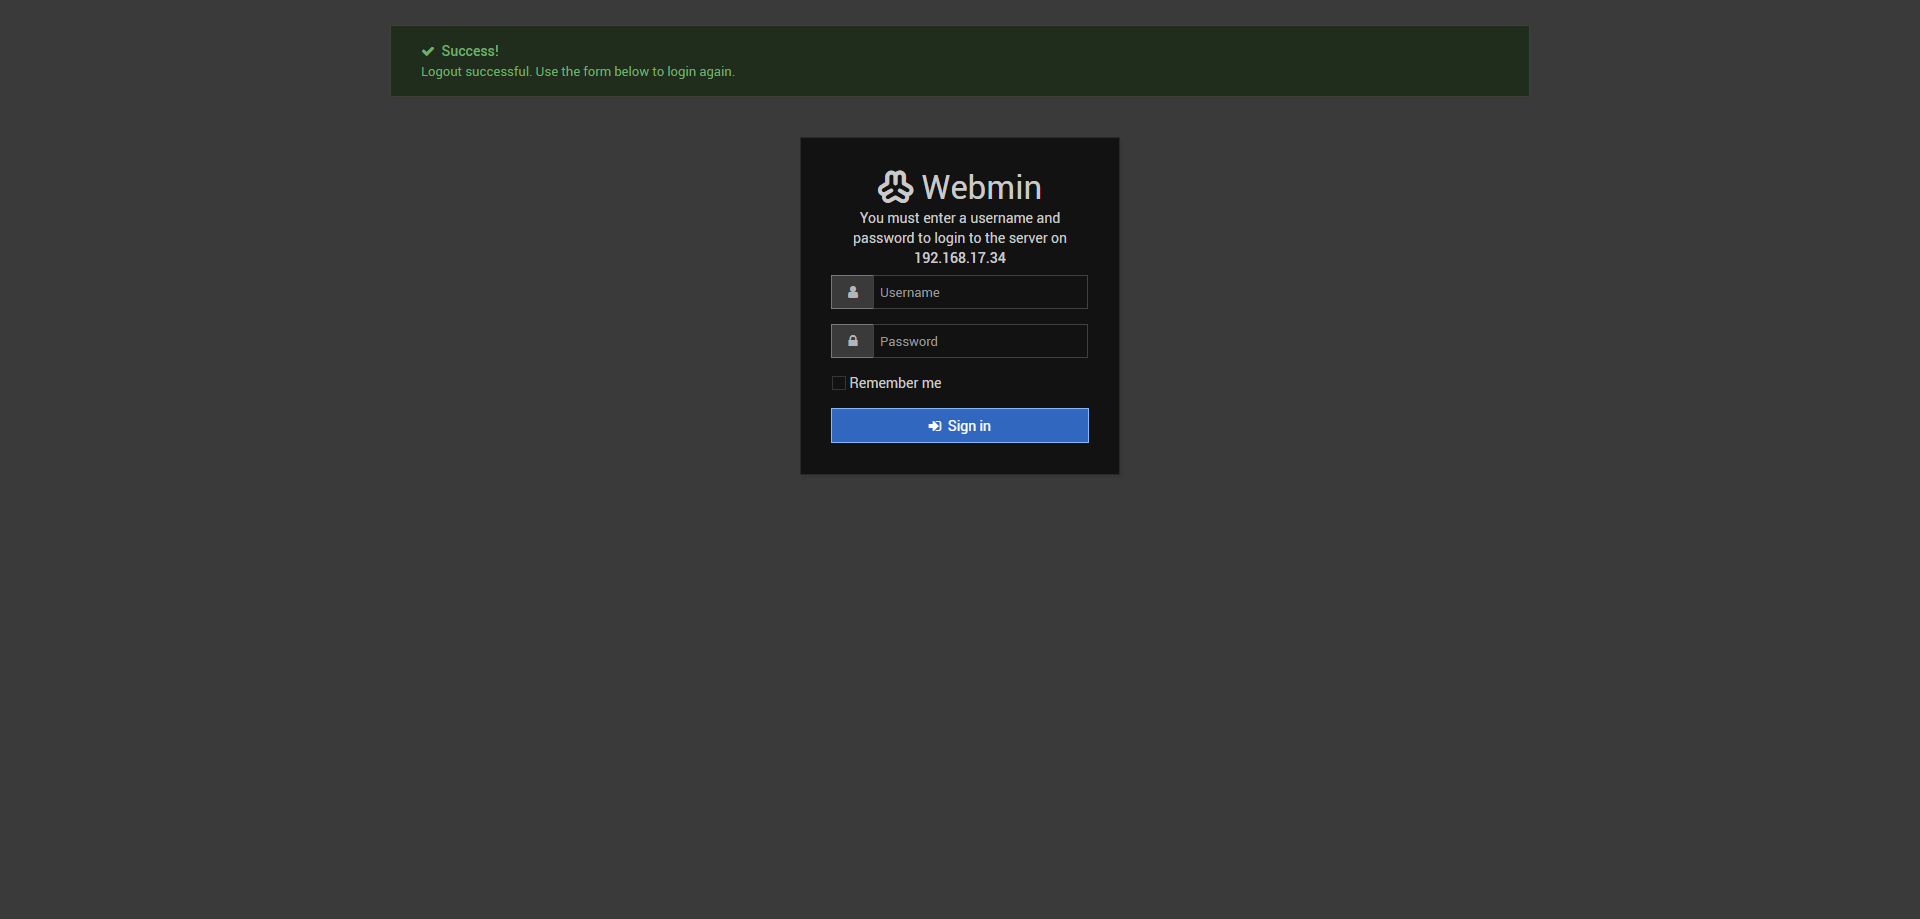 Success!
Logout successful. Use the form below to login again.
Webmin
You must enter a username and
password to login to the server on
192.168.17.34
Username
Password
Remember me
Sign in